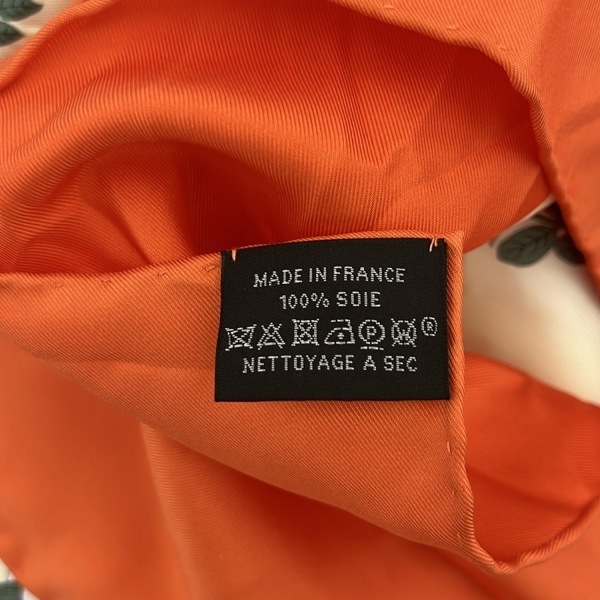 MADE IN FRANCE
100% SOIE
®
NETTOYAGE A SEC